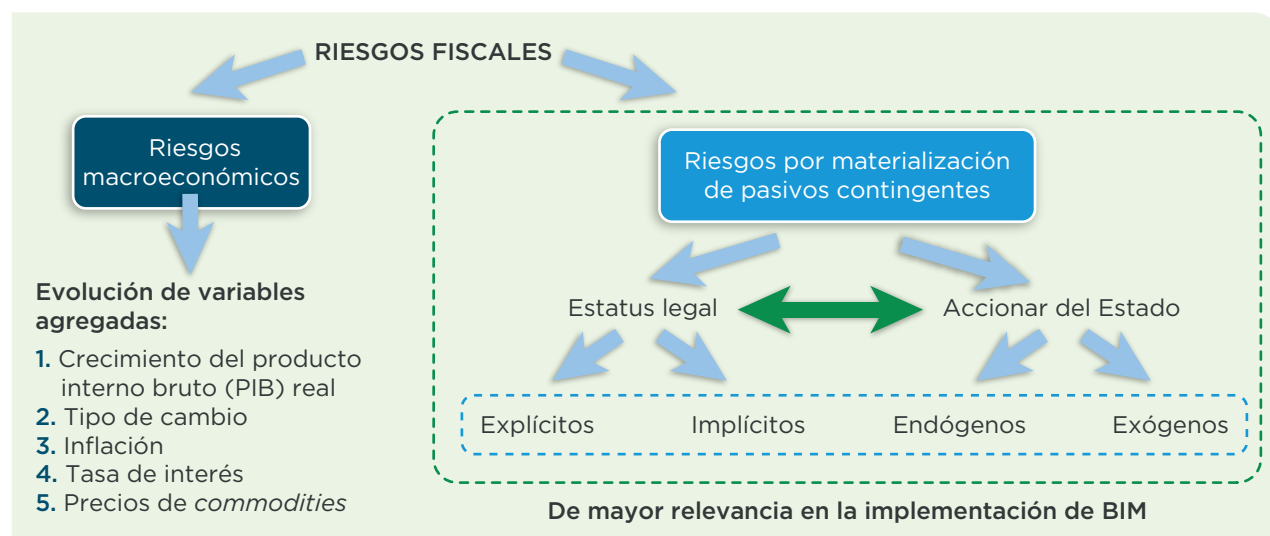 RIESGOS FISCALES
Riesgos
macroeconómicos
Evolución de variables
agregadas:
1. Crecimiento del producto
interno bruto (PIB) real
2. Tipo de cambio
3. Inflación
4. Tasa de interés
5. Precios de commodities
Riesgos por materialización
de pasivos contingentes
Estatus legal
Accionar del Estado
Explícitos
Implícitos
Endógenos
Exógenos
De mayor relevancia en la implementación de BIM